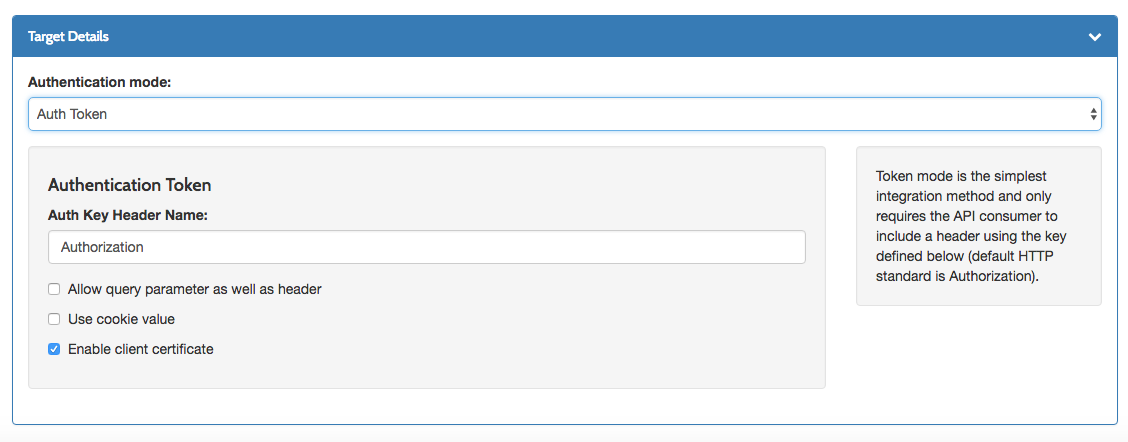 Target Details
Authentication mode:
Auth Token
Authentication Token
Auth Key Header Name:
Authorization
Allow query parameter as well as header
Use cookie value
Enable client certificate
Token mode is the simplest
integration method and only
requires the API consumer to
include a header using the key
defined below (default HTTP
standard is Authorization).